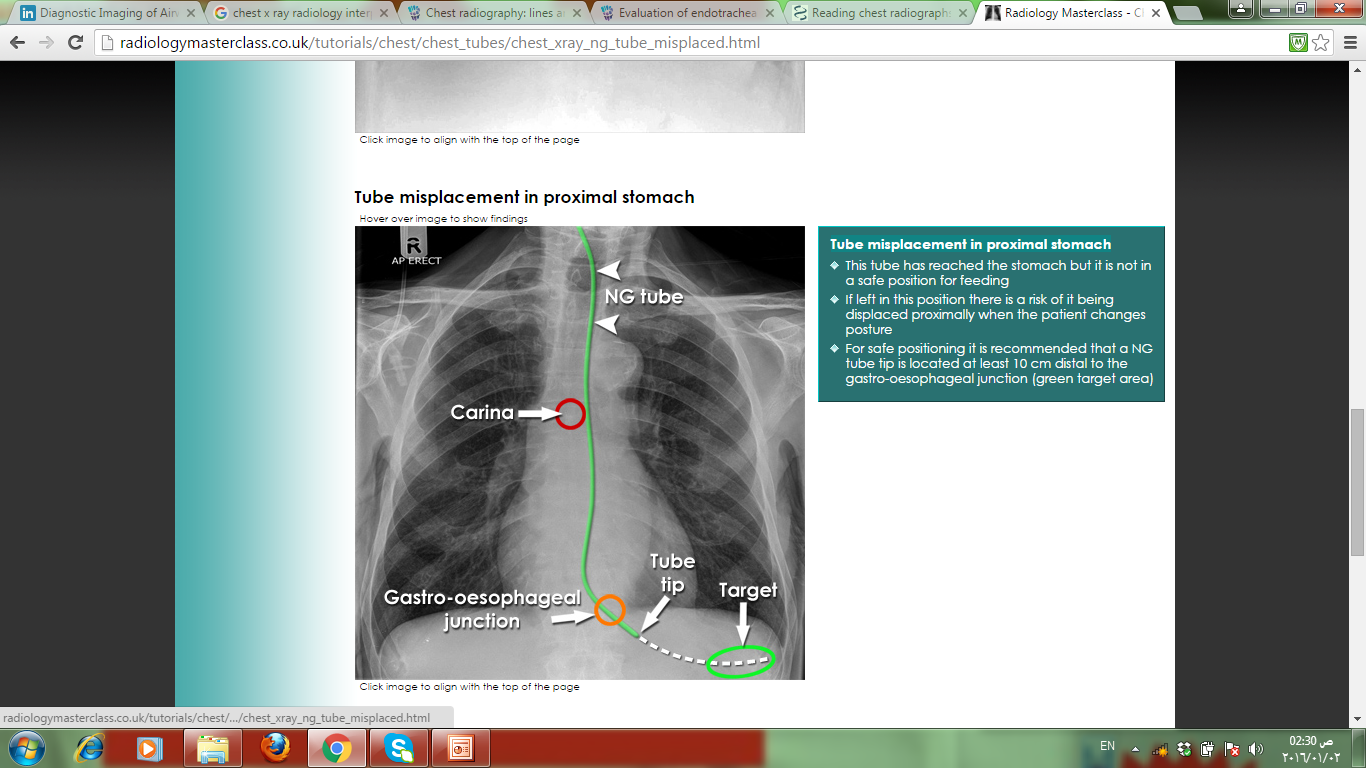 Diagnostic Imaging of Air
chest x ray radiology inter
Chest radiography: lines a
Evaluation of endotrachea
Reading chest radiograph
Radiology Masterclass - C
radiologymasterclass.co.uk/tutorials/chest/chest_tubes/chest_xray_ng_tube_misplaced.html
Click image to align with the top of the page
Tube misplacement in proximal stomach
Hover over image to show findings
R
AP ERECT
NG tube
Carina
Tube
tip
Target
Gastro-oesophageal
junction
Click image to align with the top of the page
Tube misplacement in proximal stomach
❖ This tube has reached the stomach but it is not in
a safe position for feeding
❖ If left in this position there is a risk of it being
displaced proximally when the patient changes
posture
❖ For safe positioning it is recommended that a NG
tube tip is located at least 10 cm distal to the
gastro-oesophageal junction (green target area)
radiologymasterclass.co.uk/tutorials/chest/.../chest_xray_ng_tube_misplaced.html
EN
02:30 ص
٢٠١٦/٠١/٠٢